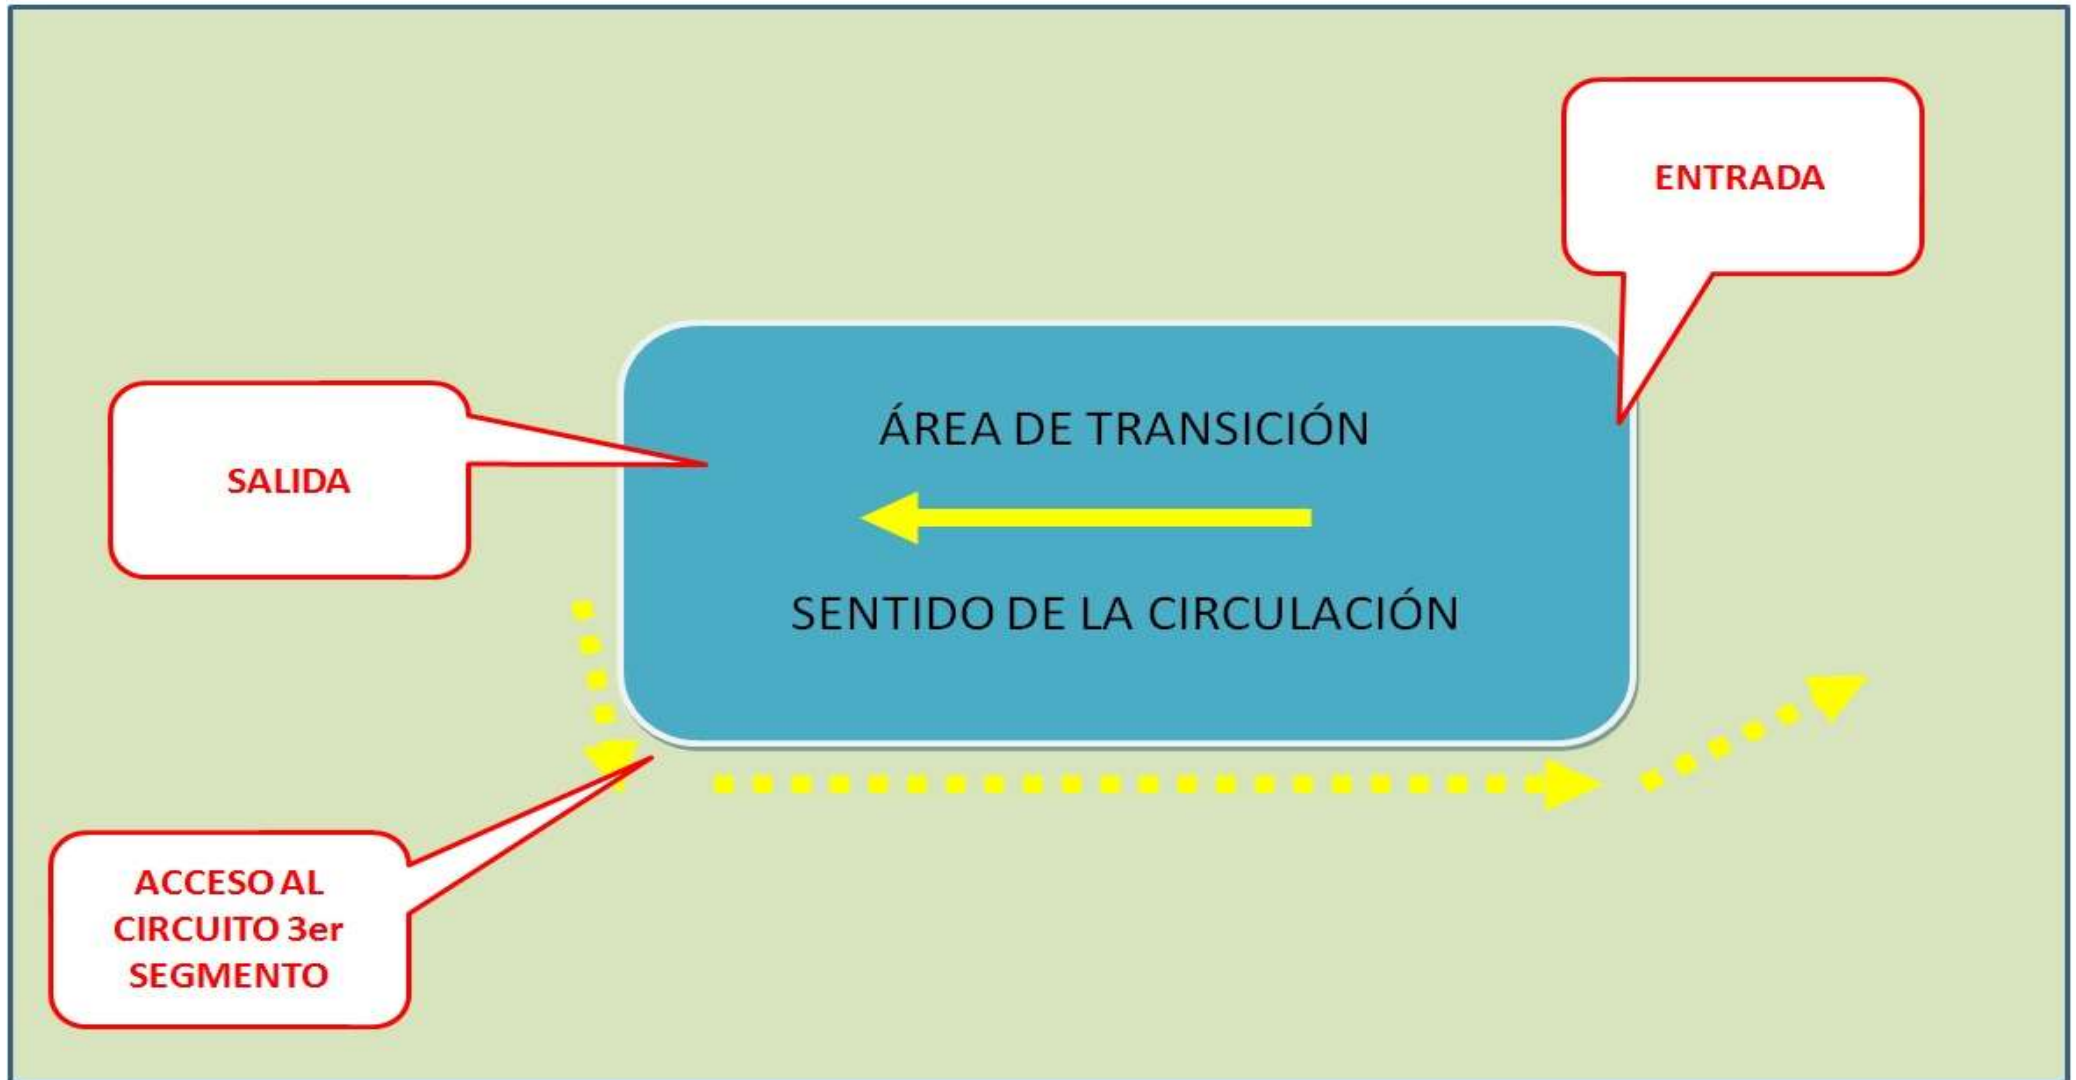 ENTRADA
ÁREA DE TRANSICIÓN
SALIDA
SENTIDO DE LA CIRCULACIÓN
ACCESO AL
CIRCUITO 3er
SEGMENTO